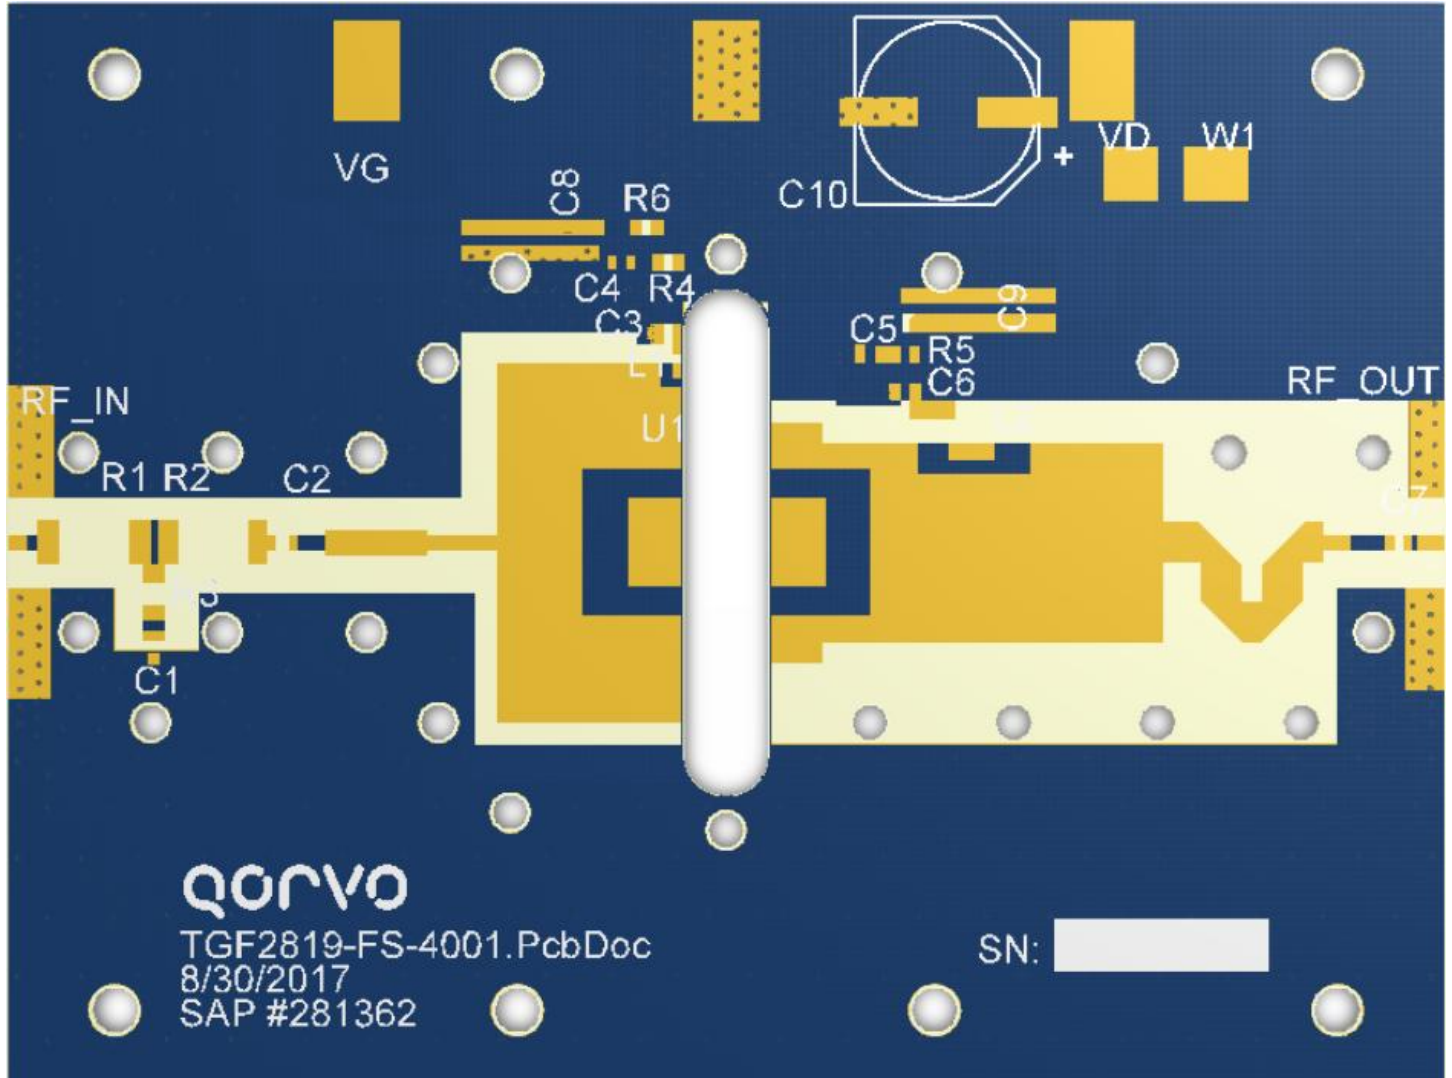 VG
VD
W1
C10
+
C8
R6
C4
R4
C3
C9
C5
R5
C6
RF_IN
RF_OUT
U1
R1
R2
C2
C1
QORVO
TGF2819-FS-4001.PcbDoc
8/30/2017
SAP #281362
SN: